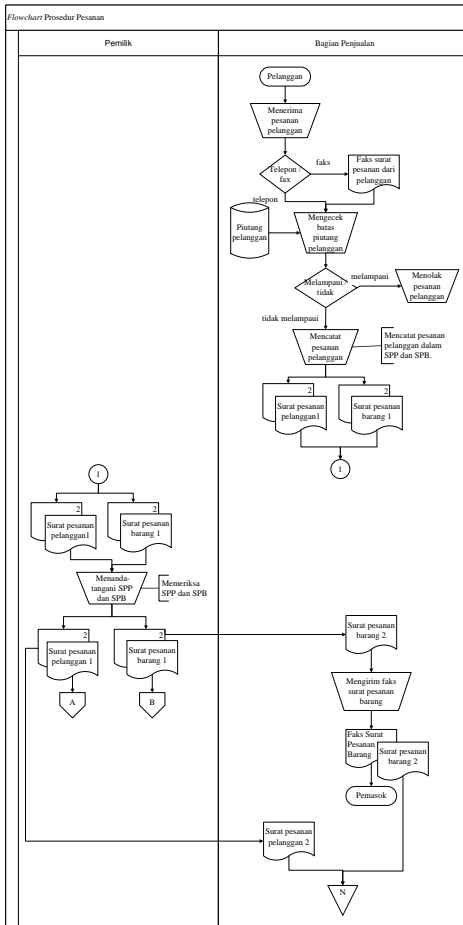 Flowchart Prosedur Pesanan
Pemilik
Bagian Penjualan
Pelanggan
Menerima
pesanan
pelanggan
Telepon /
fax
faks
Faks surat
pesanan dari
pelanggan
telepon
Piutang
pelanggan
Mengecek
batas
piutang
pelanggan
Melampaui /
tidak
melampaui
Menolak
pesanan
pelanggan
tidak melampaui
Mencatat
pesanan
pelanggan
Mencatat pesanan
pelanggan dalam
SPP dan SPB.
2
Surat pesanan
pelanggan1
2
Surat pesanan
barang 1
1
1
2
Surat pesanan
pelanggan1
2
Surat pesanan
barang 1
Menanda-
tangani SPP
dan SPB
Memeriksa
SPP dan SPB
2
Surat pesanan
pelanggan 1
2
Surat pesanan
barang 1
A
B
Surat pesanan
barang 2
Mengirim faks
surat pesanan
barang
Faks Surat
Pesanan
Barang
Surat pesanan
barang 2
Pemasok
Surat pesanan
pelanggan 2
N